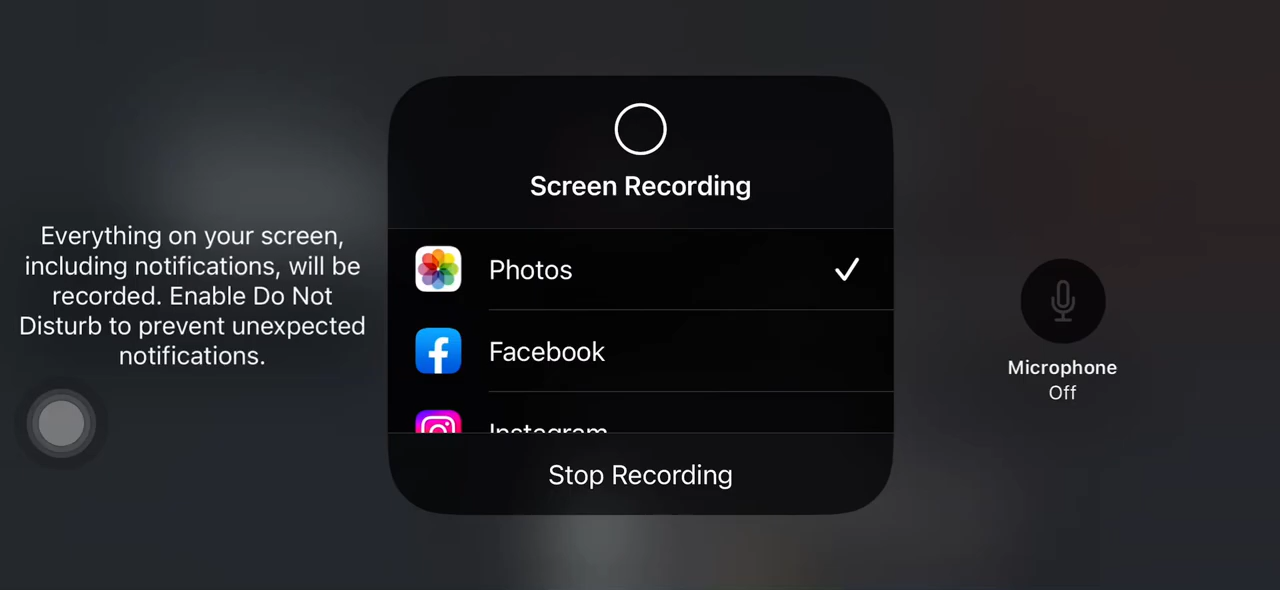 Screen Recording
Everything on your screen,
including notifications, will be
recorded. Enable Do Not
Disturb to prevent unexpected
notifications.
Photos
Facebook
Instagram
Stop Recording
Microphone
Off